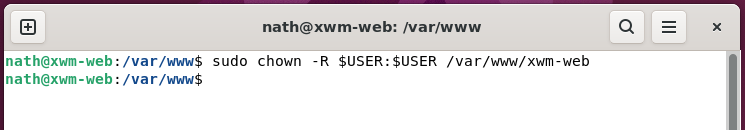 nath@xwm-web: /var/www
nath@xwm-web:/var/www$ sudo chown -R $USER:$USER /var/www/xwm-web
nath@xwm-web:/var/www$